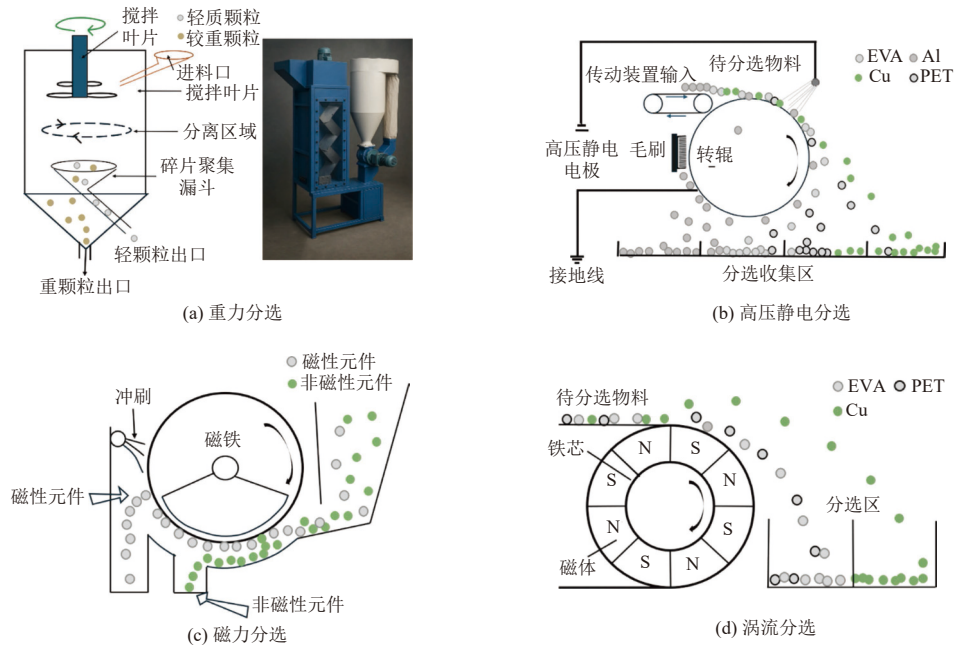 搅拌
叶片
轻质颗粒
较重颗粒
进料口
搅拌叶片
分离区域
碎片聚集
漏斗
轻颗粒出口
重颗粒出口
(a) 重力分选
EVA Al
Cu PET
待分选物料
传动装置输入
高压静电
电极
毛刷
转辊
接地线
分选收集区
(b) 高压静电分选
磁性元件
非磁性元件
冲刷
磁铁
磁性元件
非磁性元件
(c) 磁力分选
EVA PET
Cu
待分选物料
铁芯
N
S
S
N
N
S
S
N
磁体
分选区
(d) 涡流分选